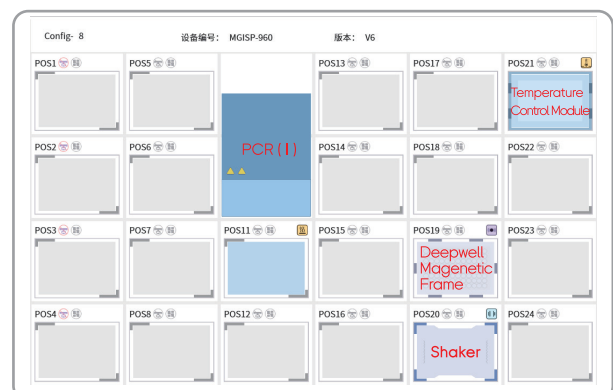 Config- 8 设备编号: MGISP-960 版本: V6
POS1 POS5 POS13 POS17 POS21
Temperature
Control Module
POS2 POS6 PCR(I) POS14 POS18 POS22
POS3 POS7 POS11 POS15 POS19 POS23
Deepwell
Magenetic
Frame
POS4 POS8 POS12 POS16 POS20 POS24
Shaker